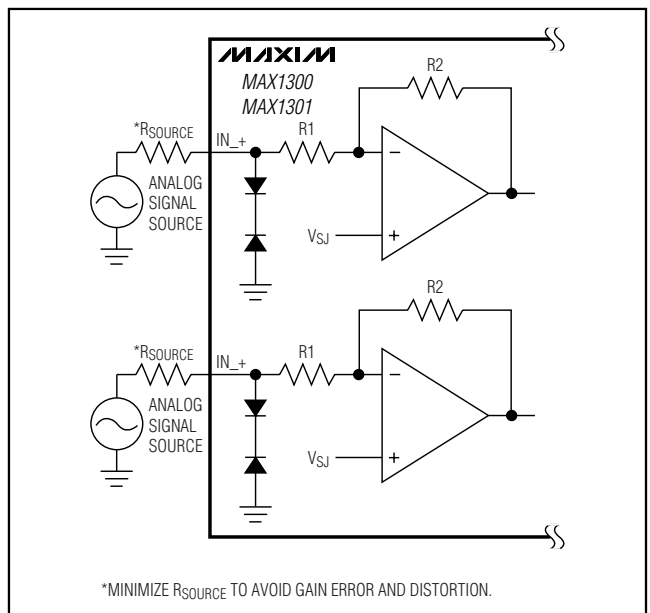 MAXIM
MAX1300
MAX1301
R2
*RSOURCE
IN_+
R1
ANALOG
SIGNAL
SOURCE
−
VSJ
+
R2
*RSOURCE
IN_+
R1
ANALOG
SIGNAL
SOURCE
−
VSJ
+
*MINIMIZE RSOURCE TO AVOID GAIN ERROR AND DISTORTION.